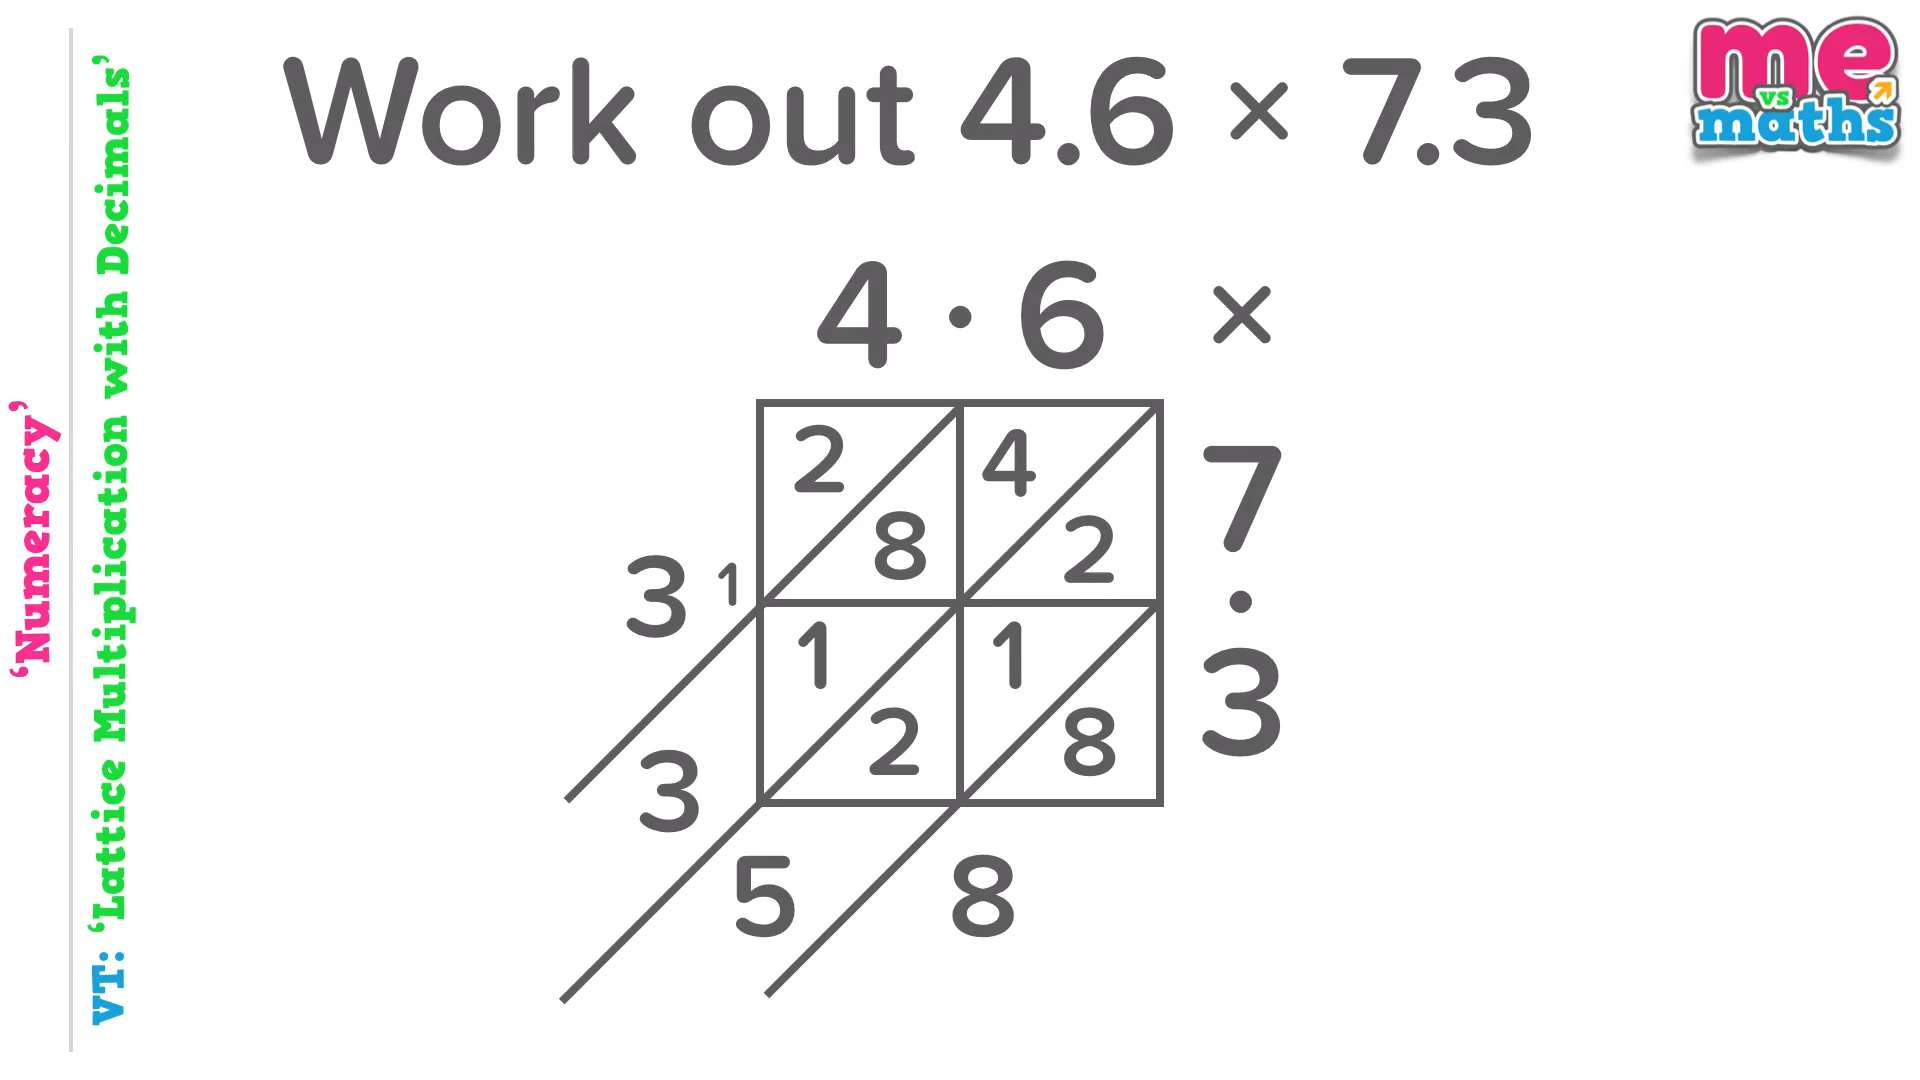 ‘Numeracy’
VT: ‘Lattice Multiplication with Decimals’
Work out 4.6 × 7.3
me
vs
maths
4 · 6 ×
2 4
8 2
7
·
3 1
1 1
2 8
3
3
5 8